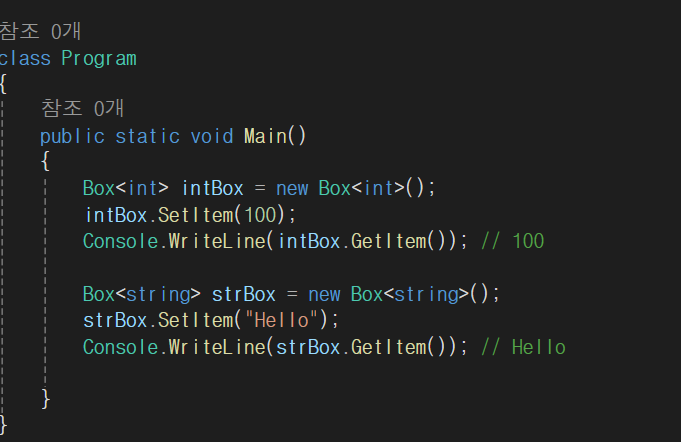 참조 0개
class Program
{
참조 0개
public static void Main()
{
Box<int> intBox = new Box<int>();
intBox.SetItem(100);
Console.WriteLine(intBox.GetItem()); // 100
Box<string> strBox = new Box<string>();
strBox.SetItem("Hello");
Console.WriteLine(strBox.GetItem()); // Hello
}
}